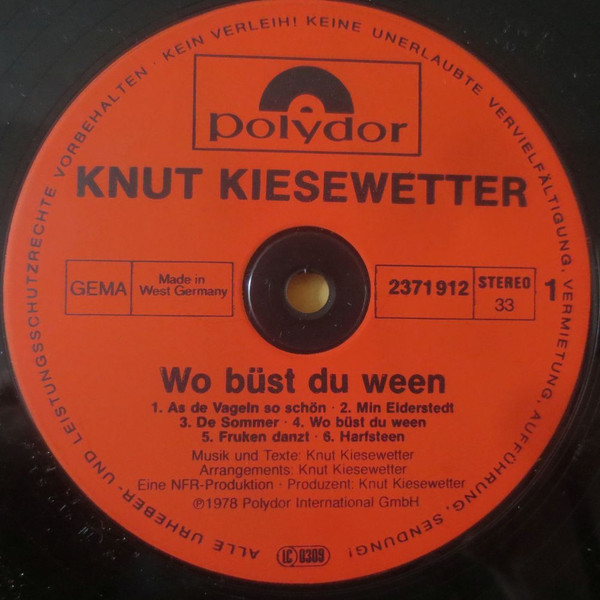 ALLE URHEBER- UND LEISTUNGSSCHUTZRECHTE VORBEHALTEN · KEIN VERLEIH! KEINE UNERLAUBTE VERVIELFÄLTIGUNG, VERMIETUNG, AUFFÜHRUNG, SENDUNG!
polydor
KNUT KIESEWETTER
GEMA
Made in
West Germany
2371 912
STEREO
33
1
Wo büst du ween
1. As de Vageln so schön · 2. Min Eiderstedt
3. De Sommer · 4. Wo büst du ween
5. Fruken danzt · 6. Harfsteen
Musik und Texte: Knut Kiesewetter
Arrangements: Knut Kiesewetter
Eine NFR-Produktion · Produzent: Knut Kiesewetter
℗1978 Polydor International GmbH
LC 0309